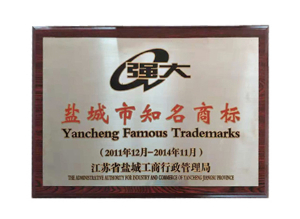 强大
盐城市知名商标
Yancheng Famous Trademarks
(2011年12月-2014年11月)
江苏省盐城工商行政管理局
THE ADMINISTRATIVE AUTHORITY FOR INDUSTRY AND COMMERCE OF YANCHENG JIANGSU PROVINCE